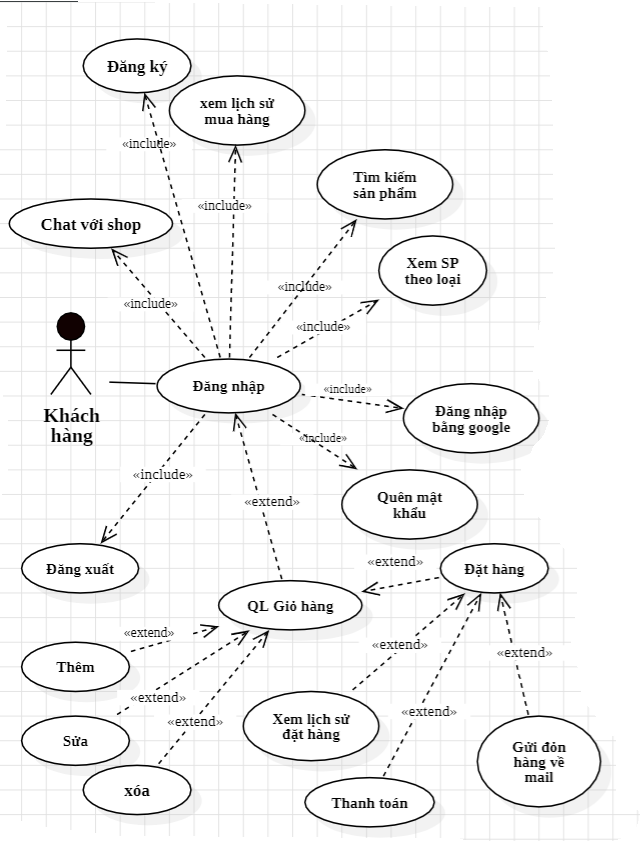 Đăng ký
xem lịch sử
mua hàng
«include»
Tìm kiếm
sản phẩm
«include»
Chat với shop
Xem SP
theo loại
«include»
«include»
«include»
Khách
hàng
Đăng nhập
«include»
Đăng nhập
bằng google
«include»
«include»
«extend»
Quên mật
khẩu
Đăng xuất
«extend»
Đặt hàng
QL Giỏ hàng
«extend»
«extend»
«extend»
Thêm
«extend»
«extend»
«extend»
Xem lịch sử
đặt hàng
Sửa
Gửi đỏn
hàng về
mail
xóa
Thanh toán